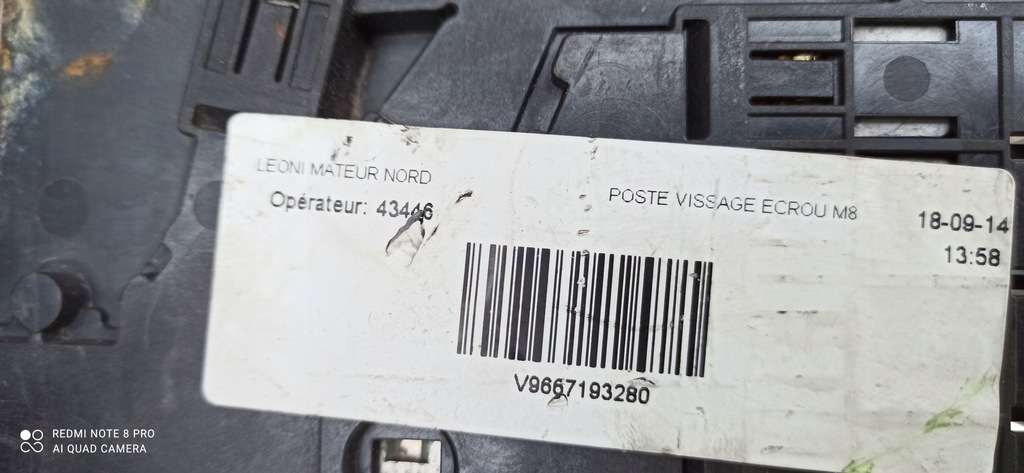 LEONI MATEUR NORD
POSTE VISSAGE ECROU M8
Opérateur: 43446
18-09-14
13:58
V9667193280
REDMI NOTE 8 PRO
AI QUAD CAMERA